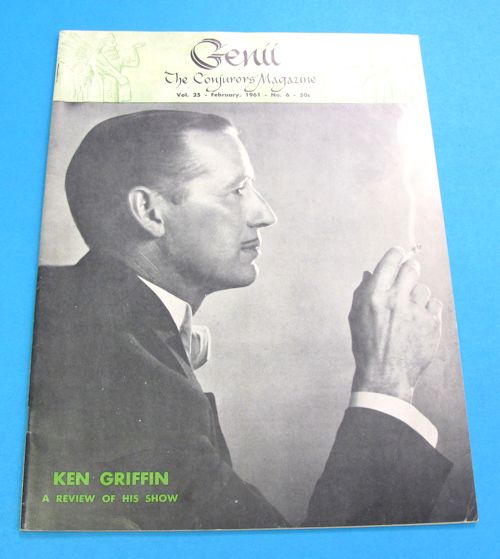 Genii
The Conjurors Magazine
Vol. 25 - February, 1961 - No. 6 - 50c
KEN GRIFFIN
A REVIEW OF HIS SHOW